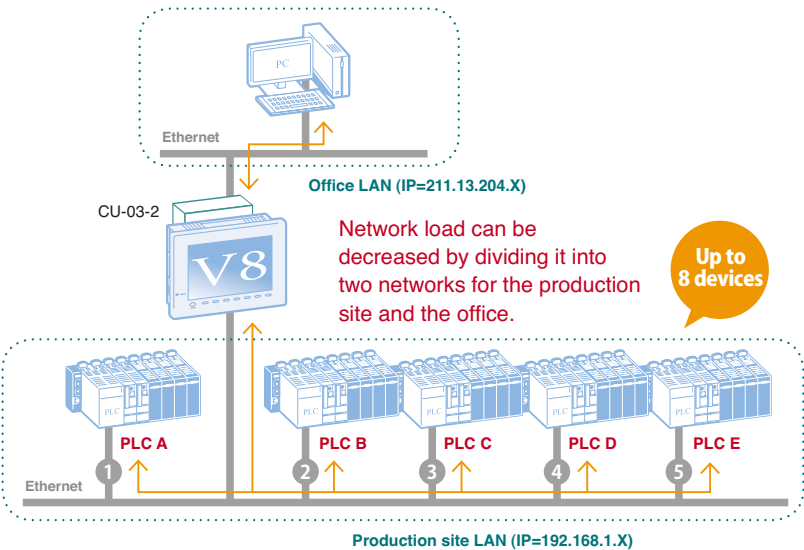 PC
Ethernet
Office LAN (IP=211.13.204.X)
CU-03-2
V8
Network load can be
decreased by dividing it into
two networks for the production
site and the office.
Up to
8 devices
PLC
PLC
PLC
PLC
PLC
PLC A
PLC B
PLC C
PLC D
PLC E
1
2
3
4
5
Ethernet
Production site LAN (IP=192.168.1.X)